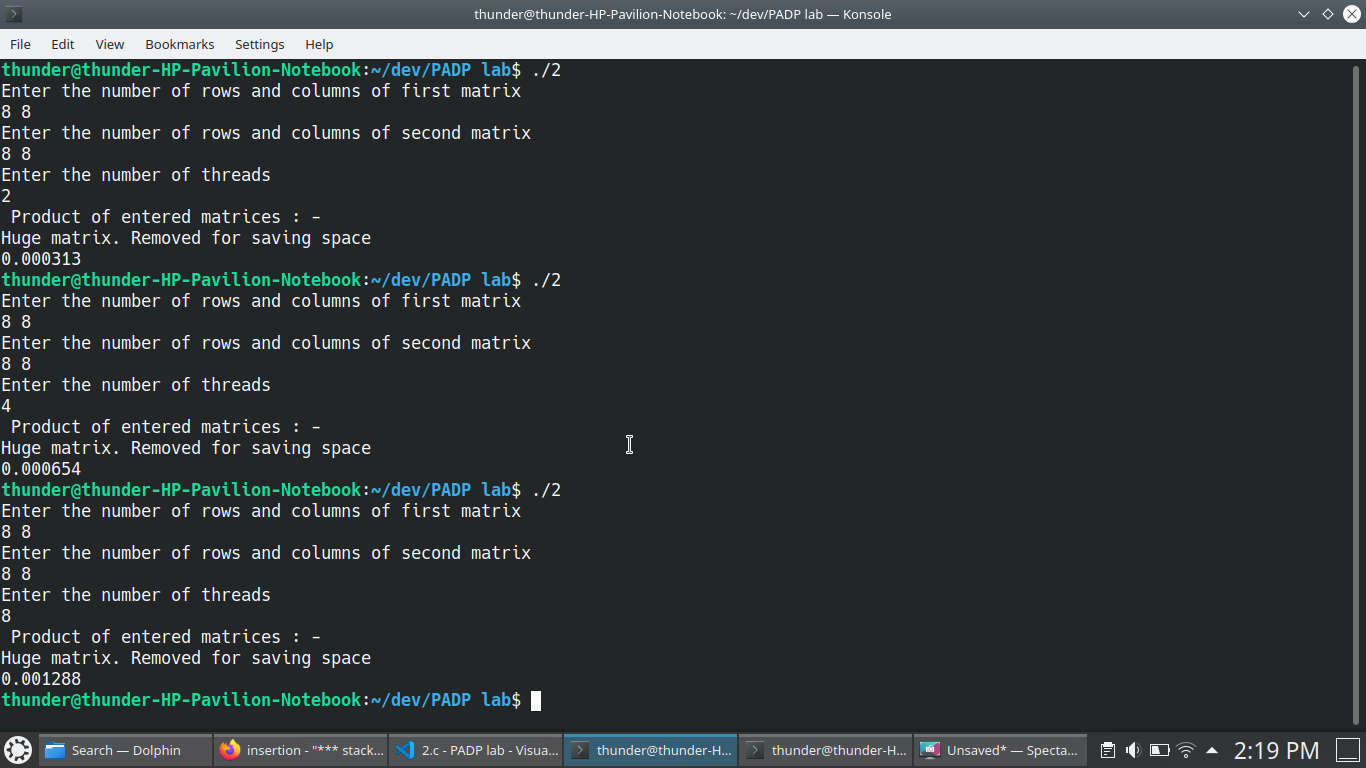 thunder@thunder-HP-Pavilion-Notebook: ~/dev/PADP lab — Konsole
File Edit View Bookmarks Settings Help
thunder@thunder-HP-Pavilion-Notebook:~/dev/PADP lab$ ./2
Enter the number of rows and columns of first matrix
8 8
Enter the number of rows and columns of second matrix
8 8
Enter the number of threads
2
Product of entered matrices : -
Huge matrix. Removed for saving space
0.000313
thunder@thunder-HP-Pavilion-Notebook:~/dev/PADP lab$ ./2
Enter the number of rows and columns of first matrix
8 8
Enter the number of rows and columns of second matrix
8 8
Enter the number of threads
4
Product of entered matrices : -
Huge matrix. Removed for saving space
0.000654
thunder@thunder-HP-Pavilion-Notebook:~/dev/PADP lab$ ./2
Enter the number of rows and columns of first matrix
8 8
Enter the number of rows and columns of second matrix
8 8
Enter the number of threads
8
Product of entered matrices : -
Huge matrix. Removed for saving space
0.001288
thunder@thunder-HP-Pavilion-Notebook:~/dev/PADP lab$
Search — Dolphin insertion - "*** stack... 2.c - PADP lab - Visua... thunder@thunder-H... thunder@thunder-H... Unsaved* — Specta... 2:19 PM